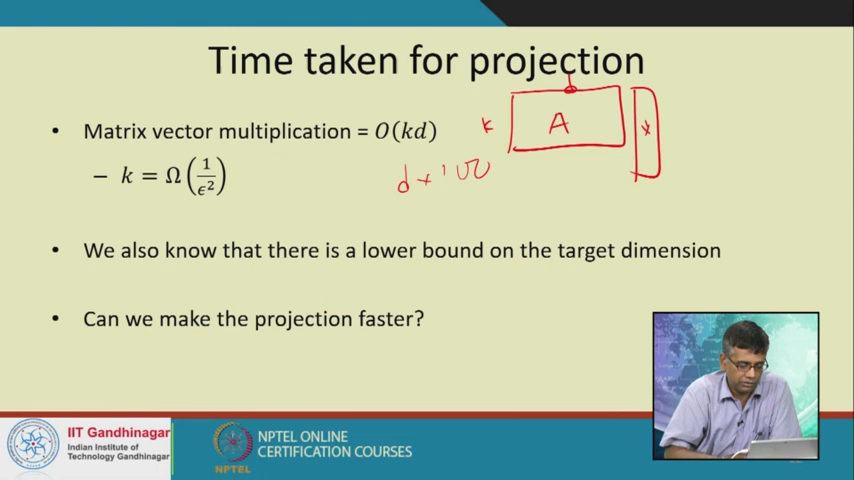 Time taken for projection
• Matrix vector multiplication = O(kd)
k
A
x
– k = Ω(1/ϵ²)
d × 100
• We also know that there is a lower bound on the target dimension
• Can we make the projection faster?
IIT Gandhinagar
Indian Institute of
Technology Gandhinagar
NPTEL
NPTEL ONLINE
CERTIFICATION COURSES